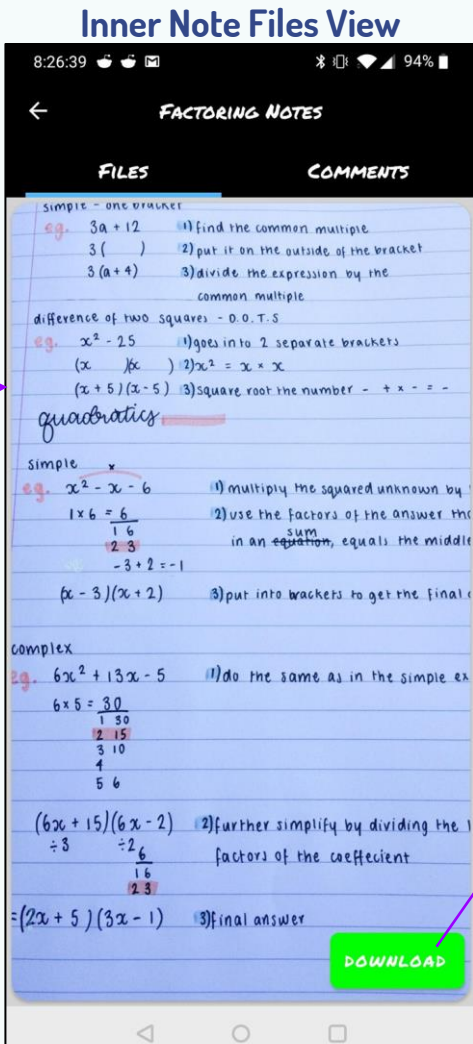 Inner Note Files View
8:26:39 94%
FACTORING NOTES
FILES COMMENTS
simple - one bracket
eg. 3a + 12 1) find the common multiple
3 ( ) 2) put it on the outside of the bracket
3 (a + 4) 3) divide the expression by the
common multiple
difference of two squares - D.O.T.S
eg. x² - 25 1) goes into 2 separate brackets
(x )(x ) 2) x² = x × x
(x + 5)(x - 5) 3) square root the number - + x - = -
quadratics
simple x
eg. x² - x - 6 1) multiply the squared unknown by
1 x 6 = 6 2) use the factors of the answer
1 6 in an equation sum, equals the middle
2 3
-3 + 2 = -1
(x - 3)(x + 2) 3) put into brackets to get the final
complex
eg. 6x² + 13x - 5 1) do the same as in the simple ex
6 x 5 = 30
1 30
2 15
3 10
4
5 6
(6x + 15)(6x - 2) 2) further simplify by dividing the
÷3 ÷2 factors of the coeffecient
6
1 6
2 3
=(2x + 5)(3x - 1) 3) final answer
DOWNLOAD